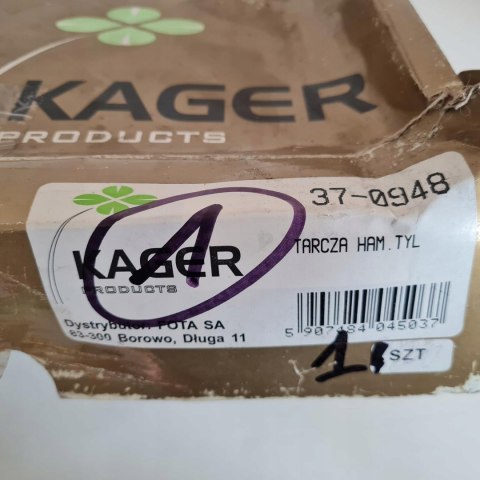 KAGER
PRODUCTS
37-0948
1
KAGER
PRODUCTS
TARCZA HAM.TYL
Dystrybutor: FOTA SA
83-300 Borowo, Długa 11
5 907484 045037
1 SZT